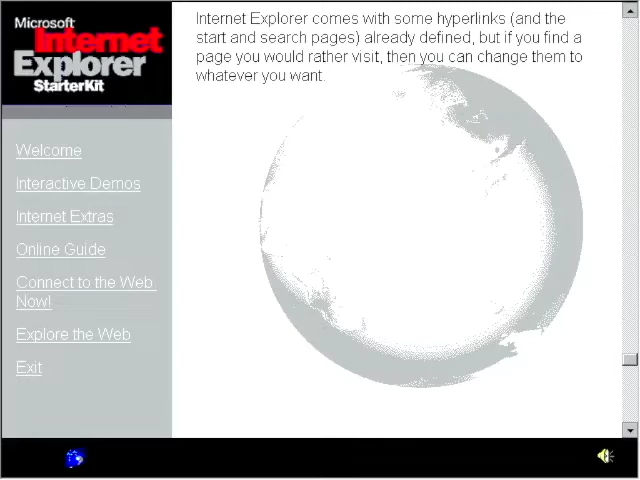 Microsoft
Internet
Explorer
StarterKit
Welcome
Interactive Demos
Internet Extras
Online Guide
Connect to the Web
Now!
Explore the Web
Exit
Internet Explorer comes with some hyperlinks (and the
start and search pages) already defined, but if you find a
page you would rather visit, then you can change them to
whatever you want.